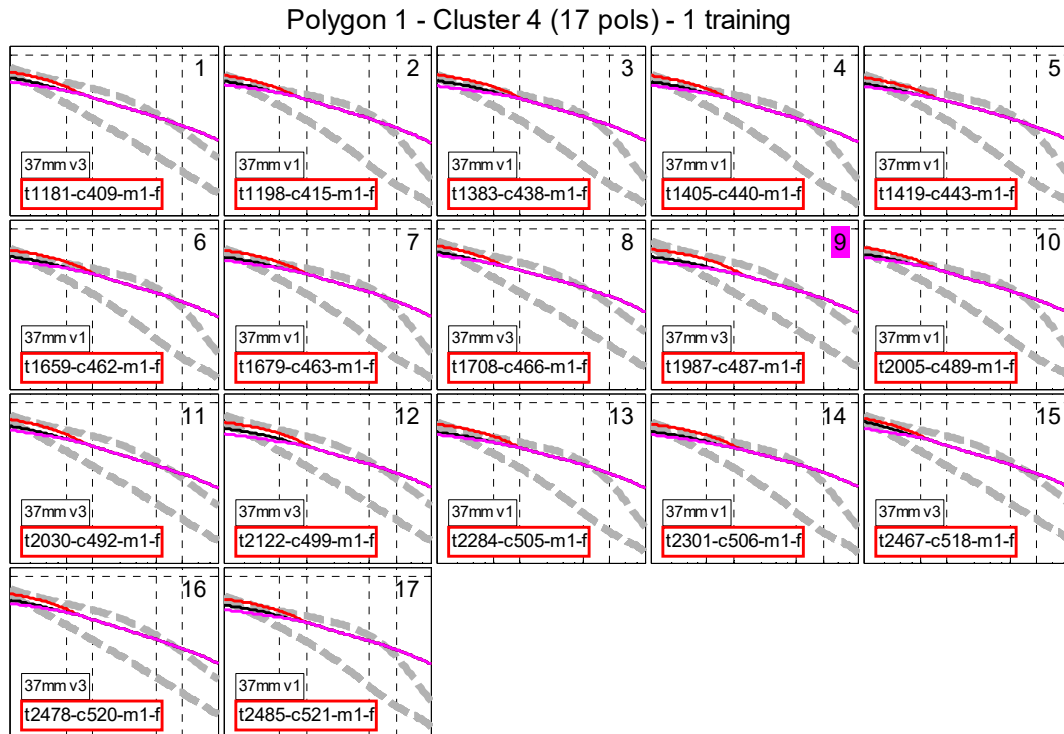 Polygon 1 - Cluster 4 (17 pols) - 1 training
1
37mm v3
t1181-c409-m1-f
2
37mm v1
t1198-c415-m1-f
3
37mm v1
t1383-c438-m1-f
4
37mm v1
t1405-c440-m1-f
5
37mm v1
t1419-c443-m1-f
6
37mm v1
t1659-c462-m1-f
7
37mm v1
t1679-c463-m1-f
8
37mm v3
t1708-c466-m1-f
9
37mm v3
t1987-c487-m1-f
10
37mm v1
t2005-c489-m1-f
11
37mm v3
t2030-c492-m1-f
12
37mm v3
t2122-c499-m1-f
13
37mm v1
t2284-c505-m1-f
14
37mm v1
t2301-c506-m1-f
15
37mm v3
t2467-c518-m1-f
16
37mm v3
t2478-c520-m1-f
17
37mm v1
t2485-c521-m1-f